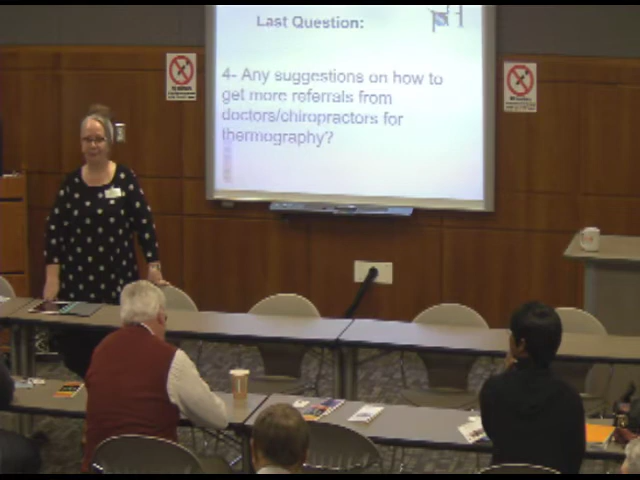 Last Question:
4- Any suggestions on how to
get more referrals from
doctors/chiropractors for
thermography?